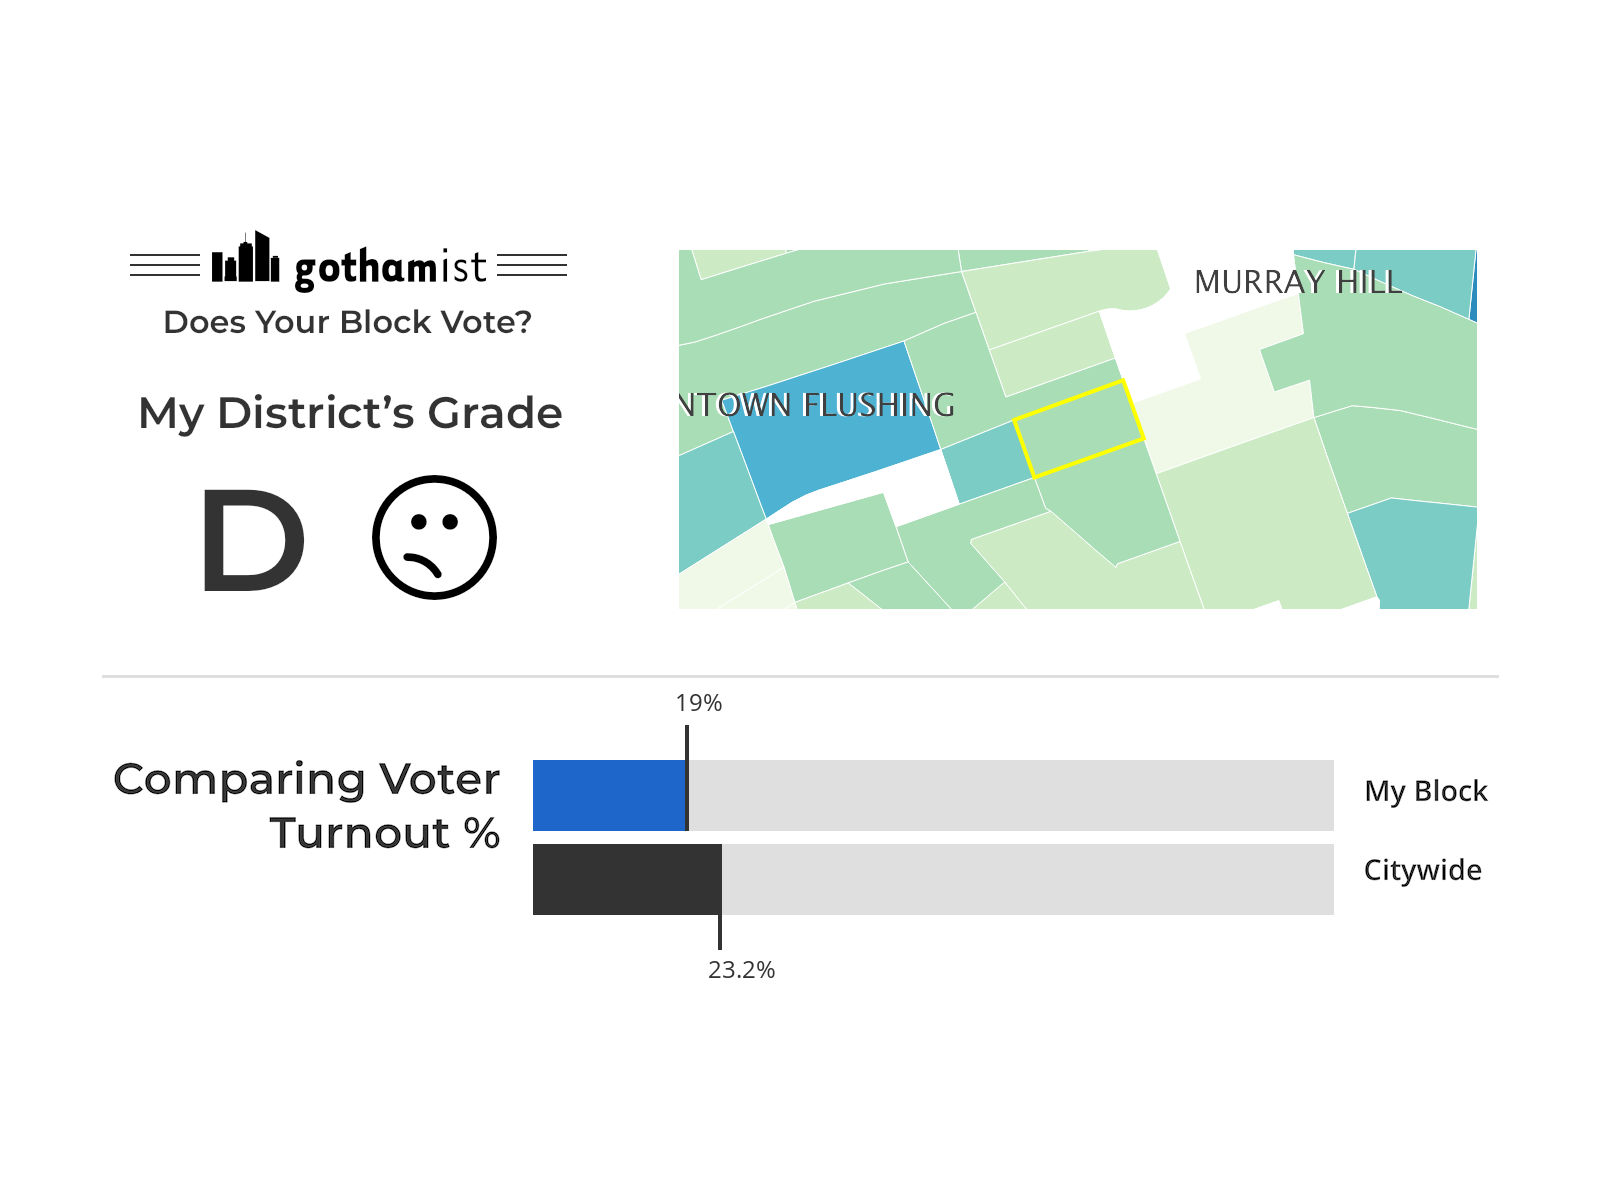 gothamist
Does Your Block Vote?
My District's Grade
D
MURRAY HILL
NTOWN FLUSHING
19%
Comparing Voter
Turnout %
My Block
Citywide
23.2%